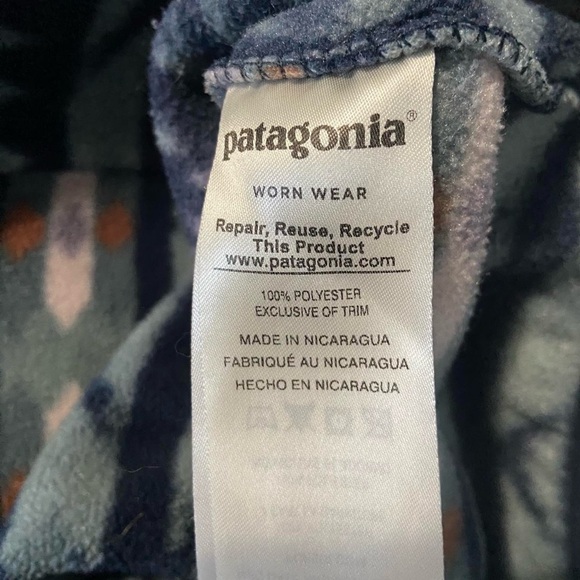 patagonia®
WORN WEAR
Repair, Reuse, Recycle
This Product
www.patagonia.com
100% POLYESTER
EXCLUSIVE OF TRIM
MADE IN NICARAGUA
FABRIQUÉ AU NICARAGUA
HECHO EN NICARAGUA